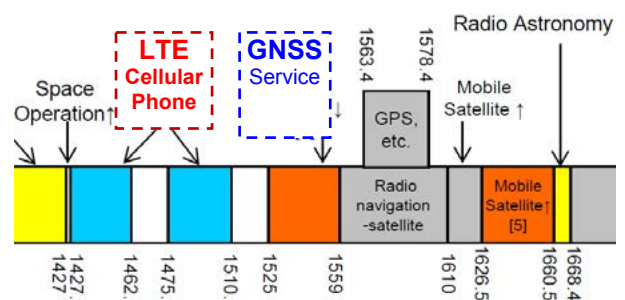 Radio Astronomy
LTE
Cellular
Phone
GNSS
Service
1563.4
1578.4
Space
Operation↑
Mobile
Satellite ↑
↓
GPS,
etc.
Radio
navigation
-satellite
Mobile
Satellite↑
[5]
1427.
1427.
1462.
1475.
1510.
1525
1559
1610
1626.5
1660.5
1668.4